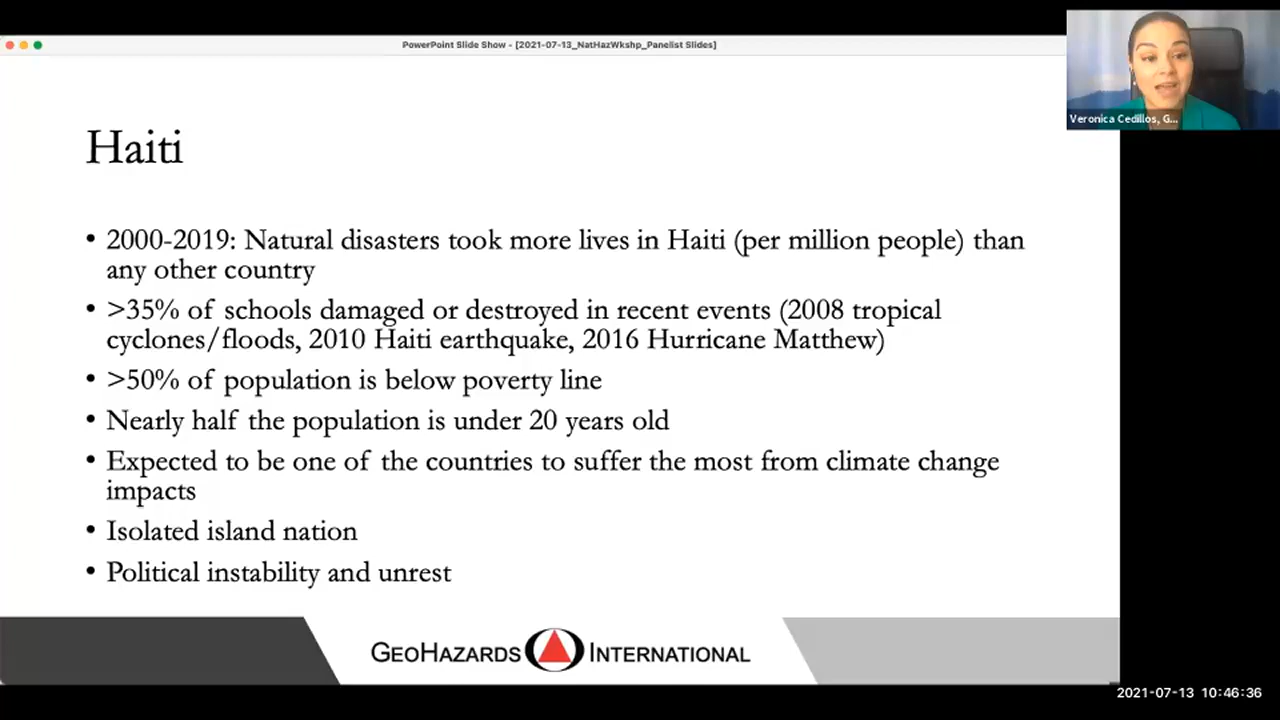 PowerPoint Slide Show - [2021-07-13_NatHazWkshp_Panelist Slides]
Veronica Cedillos, G...
Haiti
• 2000-2019: Natural disasters took more lives in Haiti (per million people) than
any other country
• >35% of schools damaged or destroyed in recent events (2008 tropical
cyclones/floods, 2010 Haiti earthquake, 2016 Hurricane Matthew)
• >50% of population is below poverty line
• Nearly half the population is under 20 years old
• Expected to be one of the countries to suffer the most from climate change
impacts
• Isolated island nation
• Political instability and unrest
GEOHAZARDS INTERNATIONAL
2021-07-13 10:46:36